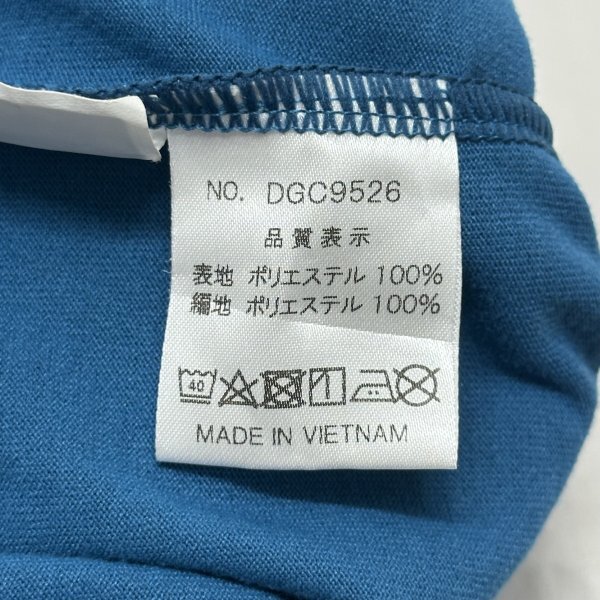 NO. DGC9526
品質表示
表地 ポリエステル 100%
編地 ポリエステル 100%
40
MADE IN VIETNAM